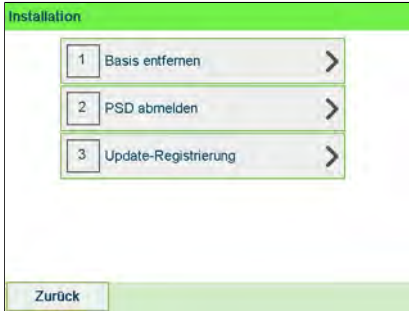 Installation
1 Basis entfernen
2 PSD abmelden
3 Update-Registrierung
Zurück